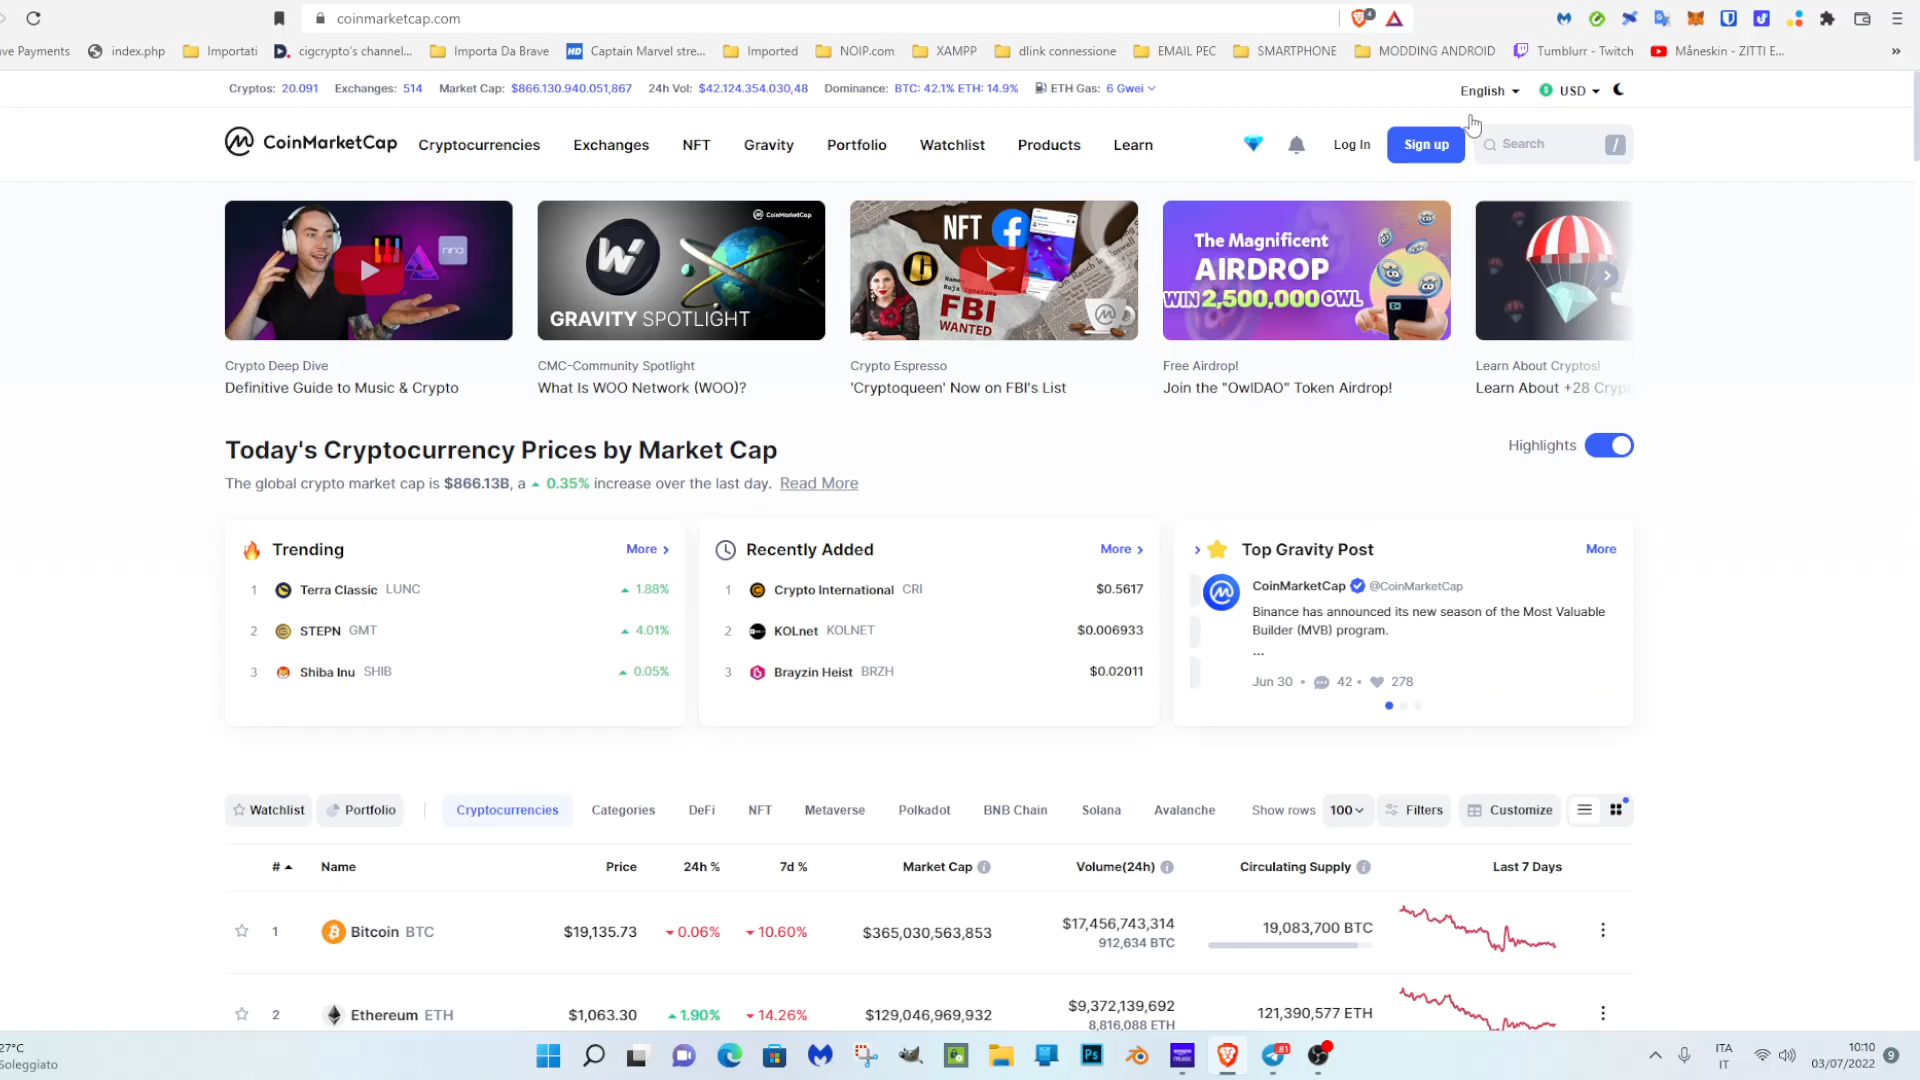 coinmarketcap.com
4
ve Payments
index.php
Importati
cigcrypto's channel...
Importa Da Brave
HD
Captain Marvel stre...
Imported
NOIP.com
XAMPP
dlink connessione
EMAIL PEC
SMARTPHONE
MODDING ANDROID
Tumblurr - Twitch
Måneskin - ZITTI E...
»
Cryptos: 20.091
Exchanges: 514
Market Cap: $866.130.940.051,867
24h Vol: $42.124.354.030,48
Dominance: BTC: 42.1% ETH: 14.9%
ETH Gas: 6 Gwei
English
$ USD
CoinMarketCap
Cryptocurrencies
Exchanges
NFT
Gravity
Portfolio
Watchlist
Products
Learn
Log In
Sign up
Search
/
nina
CoinMarketCap
GRAVITY SPOTLIGHT
NFT
FBI
WANTED
The Magnificent
AIRDROP
WIN 2,500,000 OWL
Crypto Deep Dive
Definitive Guide to Music & Crypto
CMC-Community Spotlight
What Is WOO Network (WOO)?
Crypto Espresso
'Cryptoqueen' Now on FBI's List
Free Airdrop!
Join the "OwlDAO" Token Airdrop!
Learn About Cryptos!
Learn About +28 Cryp
Today's Cryptocurrency Prices by Market Cap
Highlights
The global crypto market cap is $866.13B, a 0.35% increase over the last day. Read More
Trending
More
1 Terra Classic LUNC 1.88%
2 STEPN GMT 4.01%
3 Shiba Inu SHIB 0.05%
Recently Added
More
1 Crypto International CRI $0.5617
2 KOLnet KOLNET $0.006933
3 Brayzin Heist BRZH $0.02011
Top Gravity Post
More
CoinMarketCap @CoinMarketCap
Binance has announced its new season of the Most Valuable
Builder (MVB) program.
...
Jun 30 • 42 • 278
Watchlist
Portfolio
Cryptocurrencies
Categories
DeFi
NFT
Metaverse
Polkadot
BNB Chain
Solana
Avalanche
Show rows 100
Filters
Customize
# Name Price 24h % 7d % Market Cap Volume(24h) Circulating Supply Last 7 Days
1 Bitcoin BTC $19,135.73 0.06% 10.60% $365,030,563,853 $17,456,743,314 19,083,700 BTC
912,634 BTC
2 Ethereum ETH $1,063.30 1.90% 14.26% $129,046,969,932 $9,372,139,692 121,390,577 ETH
8,816,088 ETH
27°C
Soleggiato
Ps
81
ITA
IT
10:10
03/07/2022
9